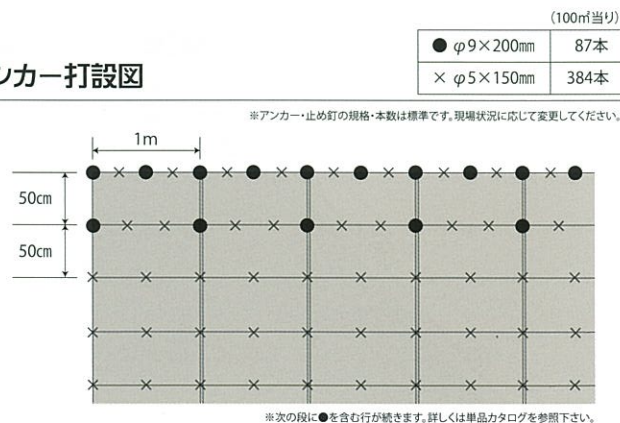 (100㎡当り)
● φ9×200㎜ 87本
× φ5×150㎜ 384本
ンカー打設図
※アンカー・止め釘の規格・本数は標準です。現場状況に応じて変更してください。
1m
50㎝
50㎝
※次の段に●を含む行が続きます。詳しくは単品カタログを参照下さい。